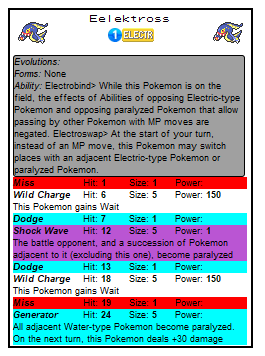 Eelektross
1 ELECTR
Evolutions:
Forms: None
Ability: Electrobind> While this Pokemon is on the
field, the effects of Abilities of opposing Electric-type
Pokemon and opposing paralyzed Pokemon that allow
passing by other Pokemon with MP moves are
negated. Electroswap> At the start of your turn,
instead of an MP move, this Pokemon may switch
places with an adjacent Electric-type Pokemon or
paralyzed Pokemon.
Miss Hit: 1 Size: 1 Power:
Wild Charge Hit: 6 Size: 5 Power: 150
This Pokemon gains Wait
Dodge Hit: 7 Size: 5 Power:
Shock Wave Hit: 12 Size: 5 Power: 1
The battle opponent, and a succession of Pokemon
adjacent to it (excluding this one), become paralyzed
Dodge Hit: 13 Size: 1 Power:
Wild Charge Hit: 18 Size: 5 Power: 150
This Pokemon gains Wait
Miss Hit: 19 Size: 1 Power:
Generator Hit: 24 Size: 5 Power:
All adjacent Water-type Pokemon become paralyzed.
On the next turn, this Pokemon deals +30 damage